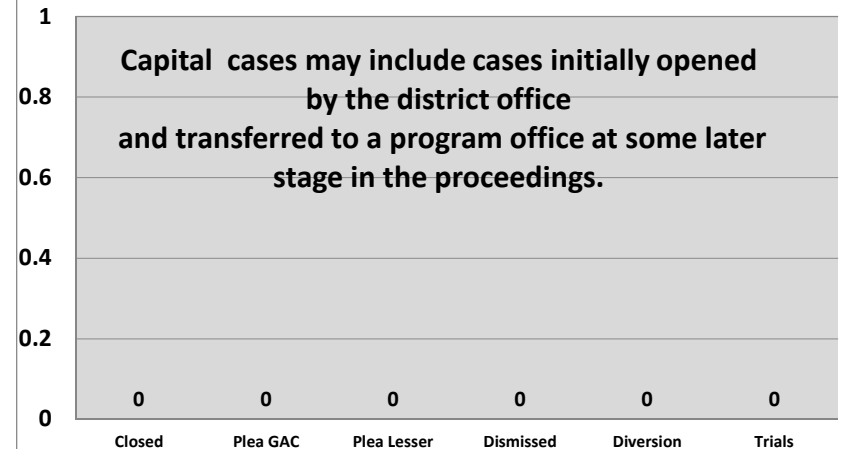 1
Capital  cases may include cases initially opened
by the district office
0.8
and transferred to a program office at some later
stage in the proceedings.
0.6
0.4
0.2
0 0 0 0 0 0
0
Closed Plea GAC Plea Lesser Dismissed Diversion Trials